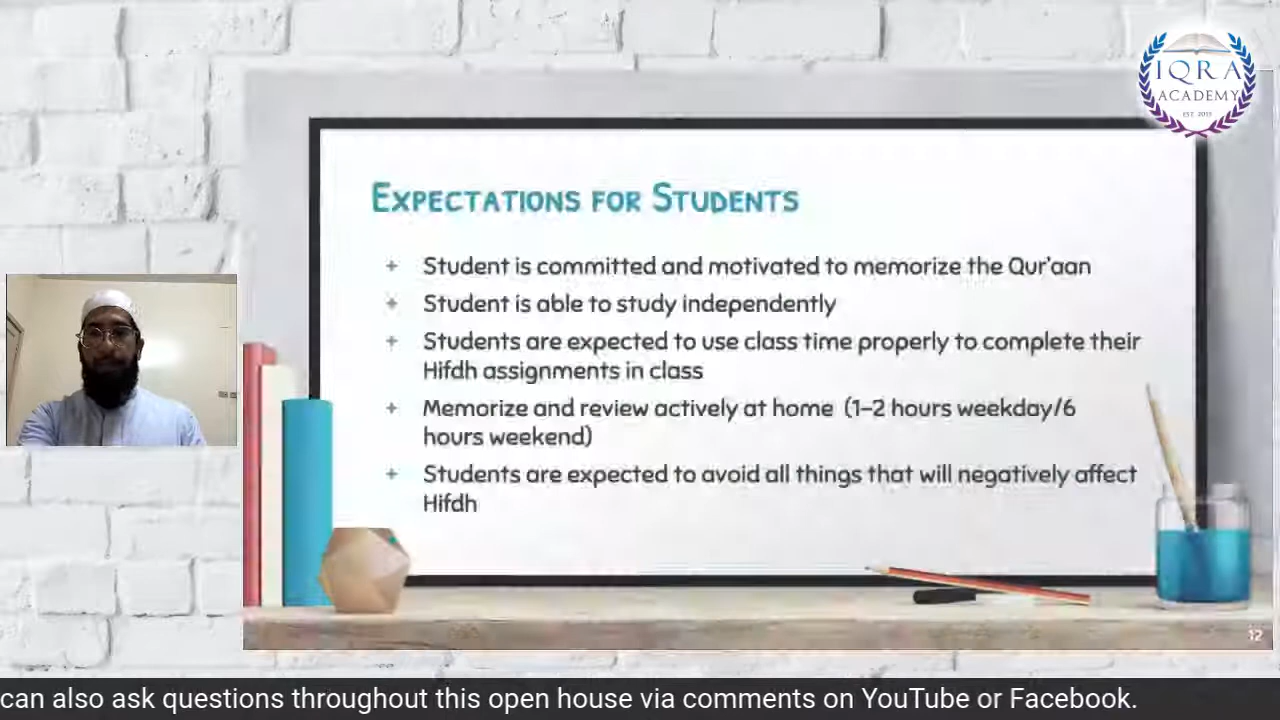 IQRA
ACADEMY
EST. 2019
EXPECTATIONS FOR STUDENTS
+ Student is committed and motivated to memorize the Qur'aan
+ Student is able to study independently
+ Students are expected to use class time properly to complete their
Hifdh assignments in class
+ Memorize and review actively at home (1-2 hours weekday/6
hours weekend)
+ Students are expected to avoid all things that will negatively affect
Hifdh
12
can also ask questions throughout this open house via comments on YouTube or Facebook.